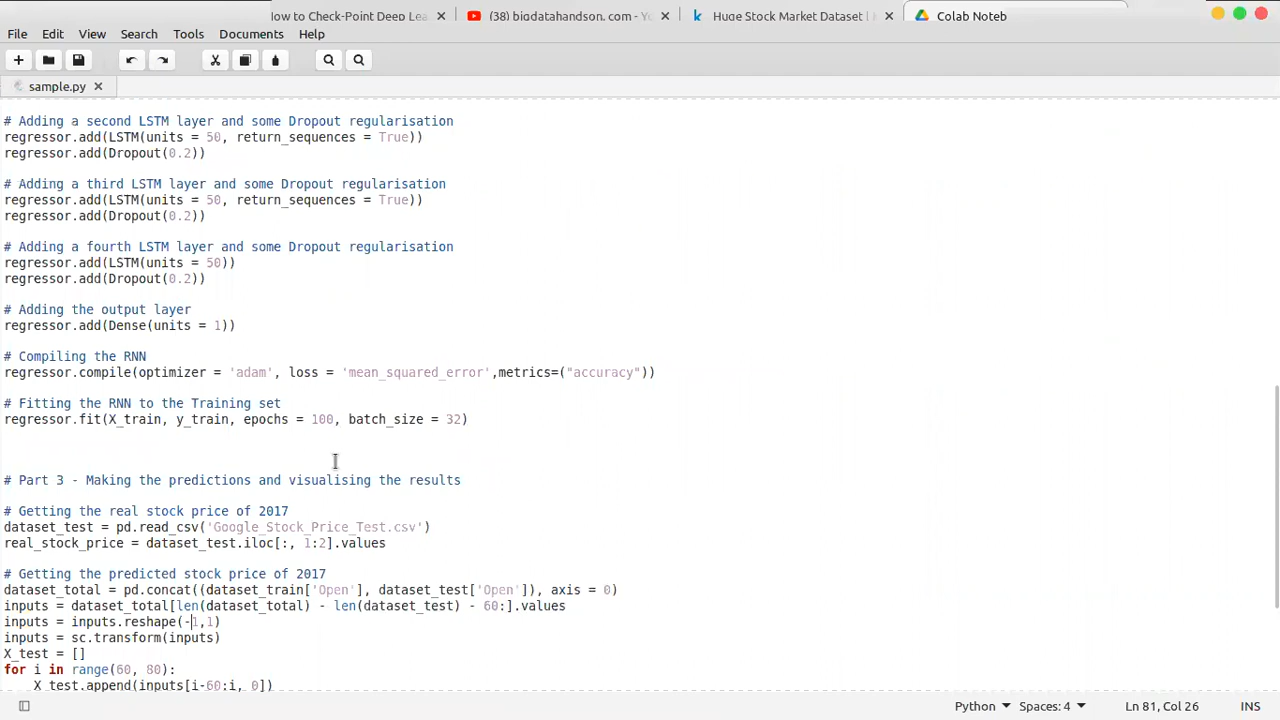 ow to Check-Point Deep Lea
(38) bigdatahandson. com - Yo
Huge Stock Market Dataset |
Colab Noteb
File Edit View Search Tools Documents Help
sample.py
# Adding a second LSTM layer and some Dropout regularisation
regressor.add(LSTM(units = 50, return_sequences = True))
regressor.add(Dropout(0.2))
# Adding a third LSTM layer and some Dropout regularisation
regressor.add(LSTM(units = 50, return_sequences = True))
regressor.add(Dropout(0.2))
# Adding a fourth LSTM layer and some Dropout regularisation
regressor.add(LSTM(units = 50))
regressor.add(Dropout(0.2))
# Adding the output layer
regressor.add(Dense(units = 1))
# Compiling the RNN
regressor.compile(optimizer = 'adam', loss = 'mean_squared_error',metrics=("accuracy"))
# Fitting the RNN to the Training set
regressor.fit(X_train, y_train, epochs = 100, batch_size = 32)
# Part 3 - Making the predictions and visualising the results
# Getting the real stock price of 2017
dataset_test = pd.read_csv('Google_Stock_Price_Test.csv')
real_stock_price = dataset_test.iloc[:, 1:2].values
# Getting the predicted stock price of 2017
dataset_total = pd.concat((dataset_train['Open'], dataset_test['Open']), axis = 0)
inputs = dataset_total[len(dataset_total) - len(dataset_test) - 60:].values
inputs = inputs.reshape(-1,1)
inputs = sc.transform(inputs)
X_test = []
for i in range(60, 80):
X_test.append(inputs[i-60:i, 0])
Python Spaces: 4 Ln 81, Col 26 INS